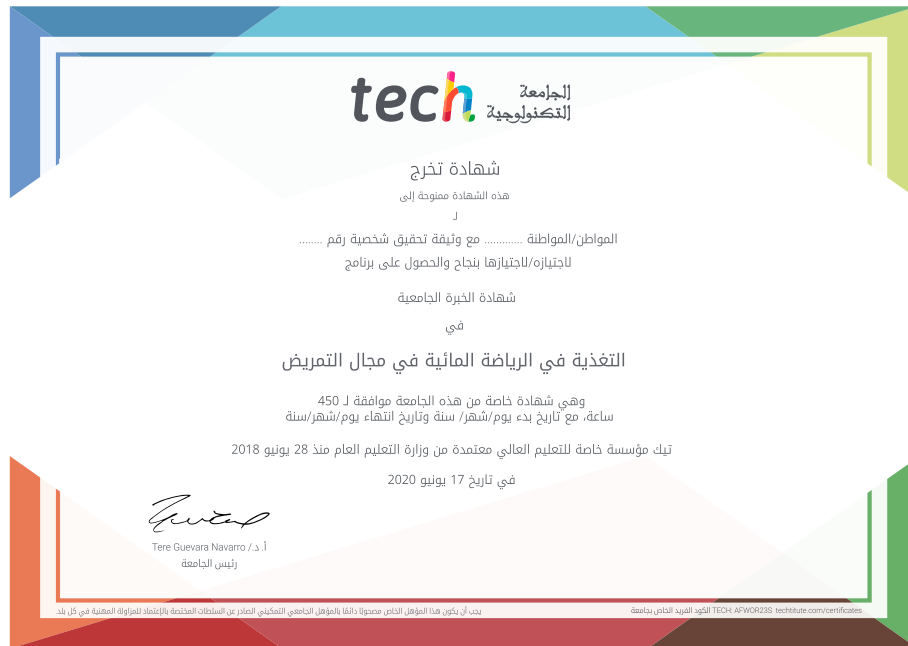 tech الجامعة
التكنولوجية
شهادة تخرج
هذه الشهادة ممنوحة إلى
لـ
المواطن/المواطنة ............. مع وثيقة تحقيق شخصية رقم ........
لاجتيازه/لاجتيازها بنجاح والحصول على برنامج
شهادة الخبرة الجامعية
في
التغذية في الرياضة المائية في مجال التمريض
وهي شهادة خاصة من هذه الجامعة موافقة لـ 450
ساعة، مع تاريخ بدء يوم/شهر/ سنة وتاريخ انتهاء يوم/شهر/سنة
تيك مؤسسة خاصة للتعليم العالي معتمدة من وزارة التعليم العام منذ 28 يونيو 2018
في تاريخ 17 يونيو 2020
أ. د./ Tere Guevara Navarro
رئيس الجامعة
يجب أن يكون هذا المؤهل الخاص مصحوبًا دائمًا بالمؤهل الجامعي التمكيني الصادر عن السلطات المختصة بالإعتماد للمزاولة المهنية في كل بلد.
الكود الفريد الخاص بجامعة TECH: AFWOR23S techtitute.com/certificates